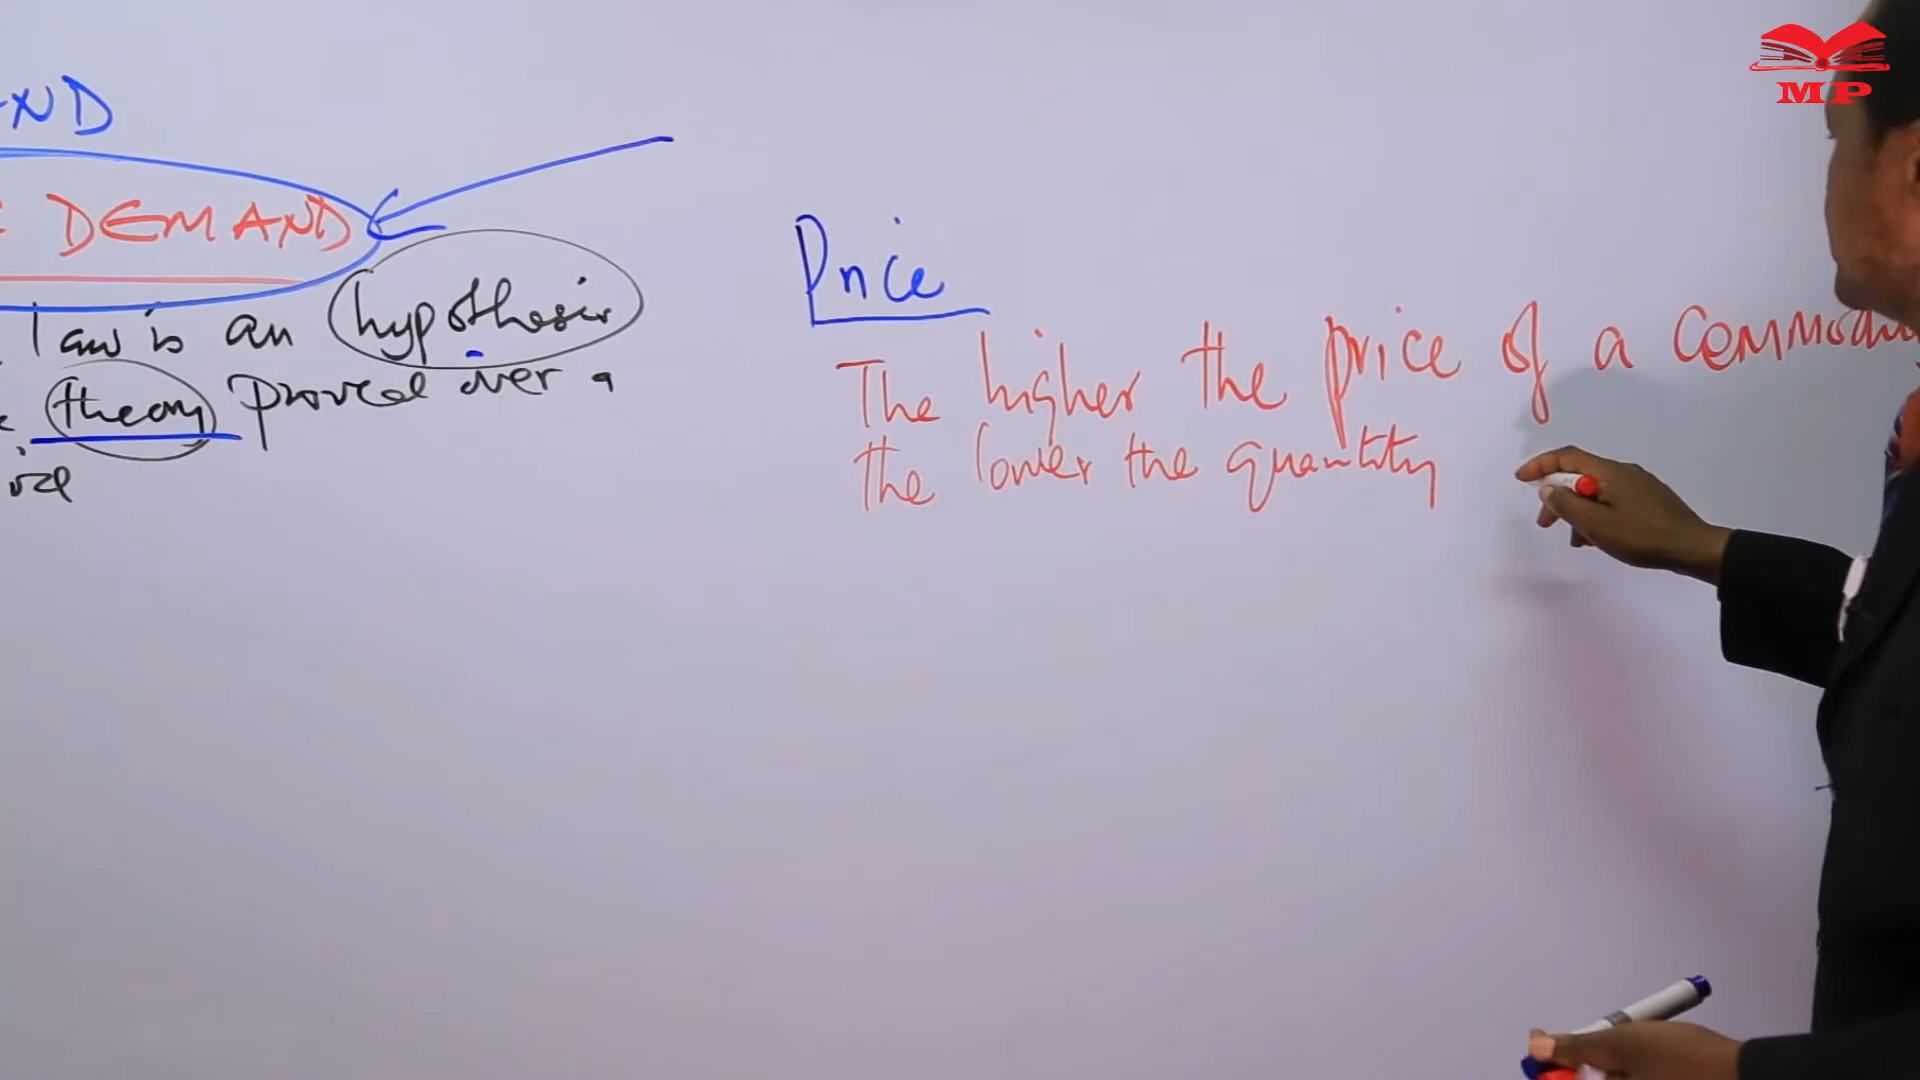 ND
DEMAND
law is an hypothesis
theory proved over a
Price
The higher the price of a commodi
the lower the quantity
MP